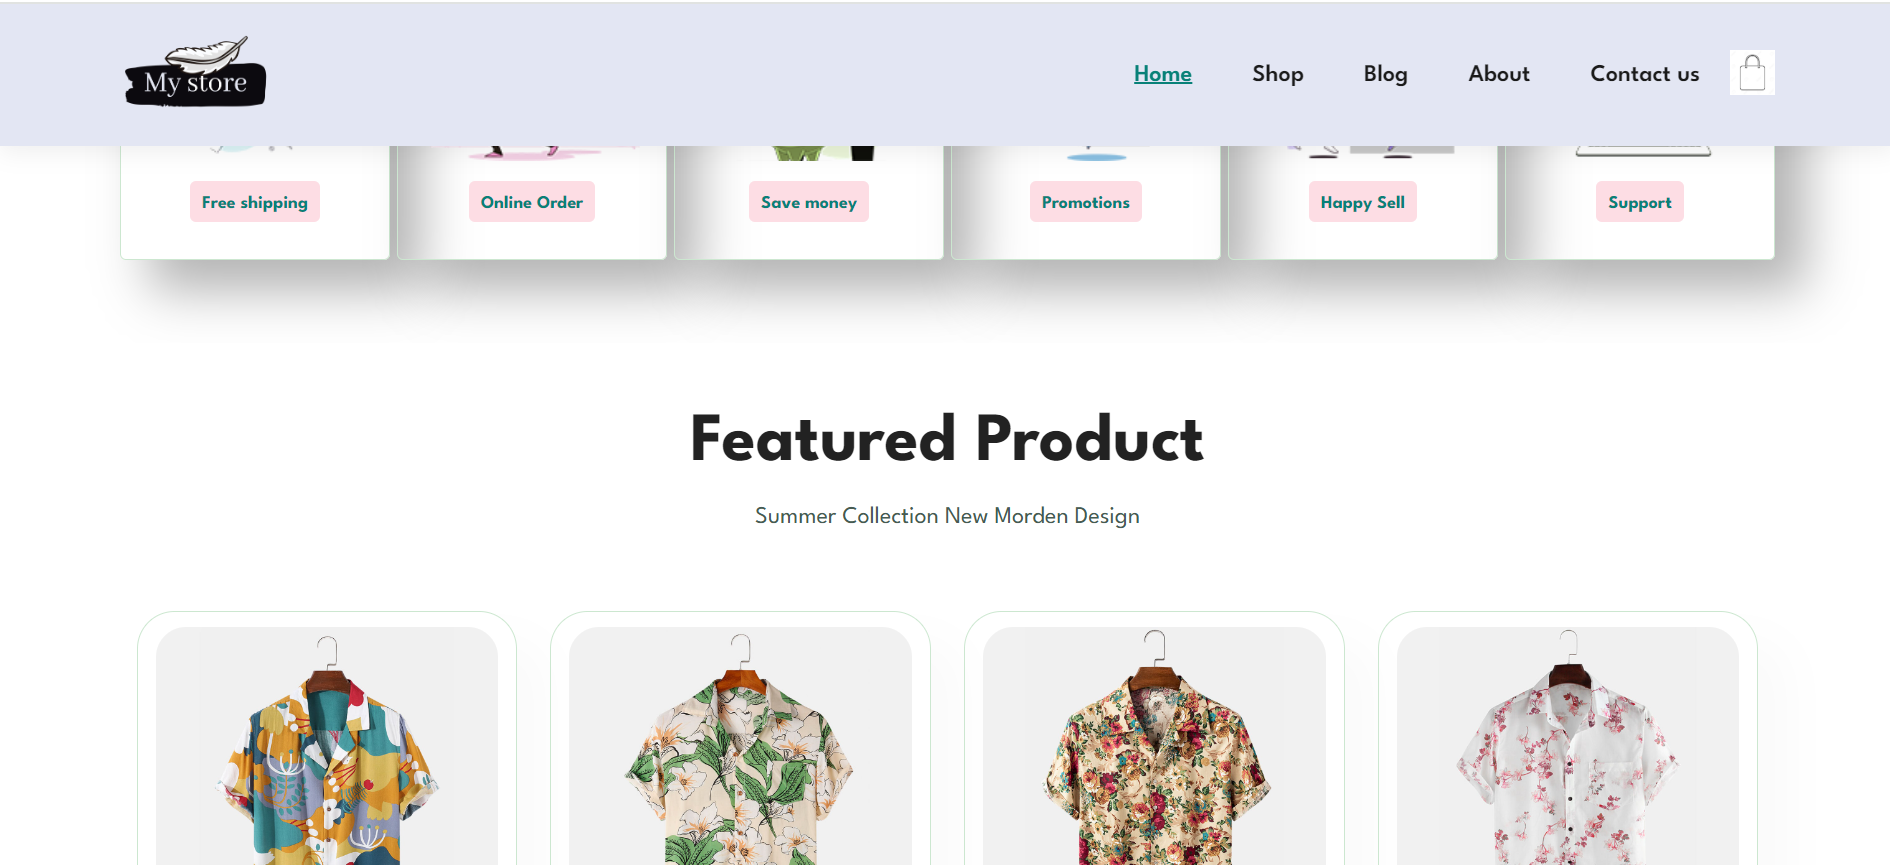 My store
Home Shop Blog About Contact us
Free shipping Online Order Save money Promotions Happy Sell Support
Featured Product
Summer Collection New Morden Design